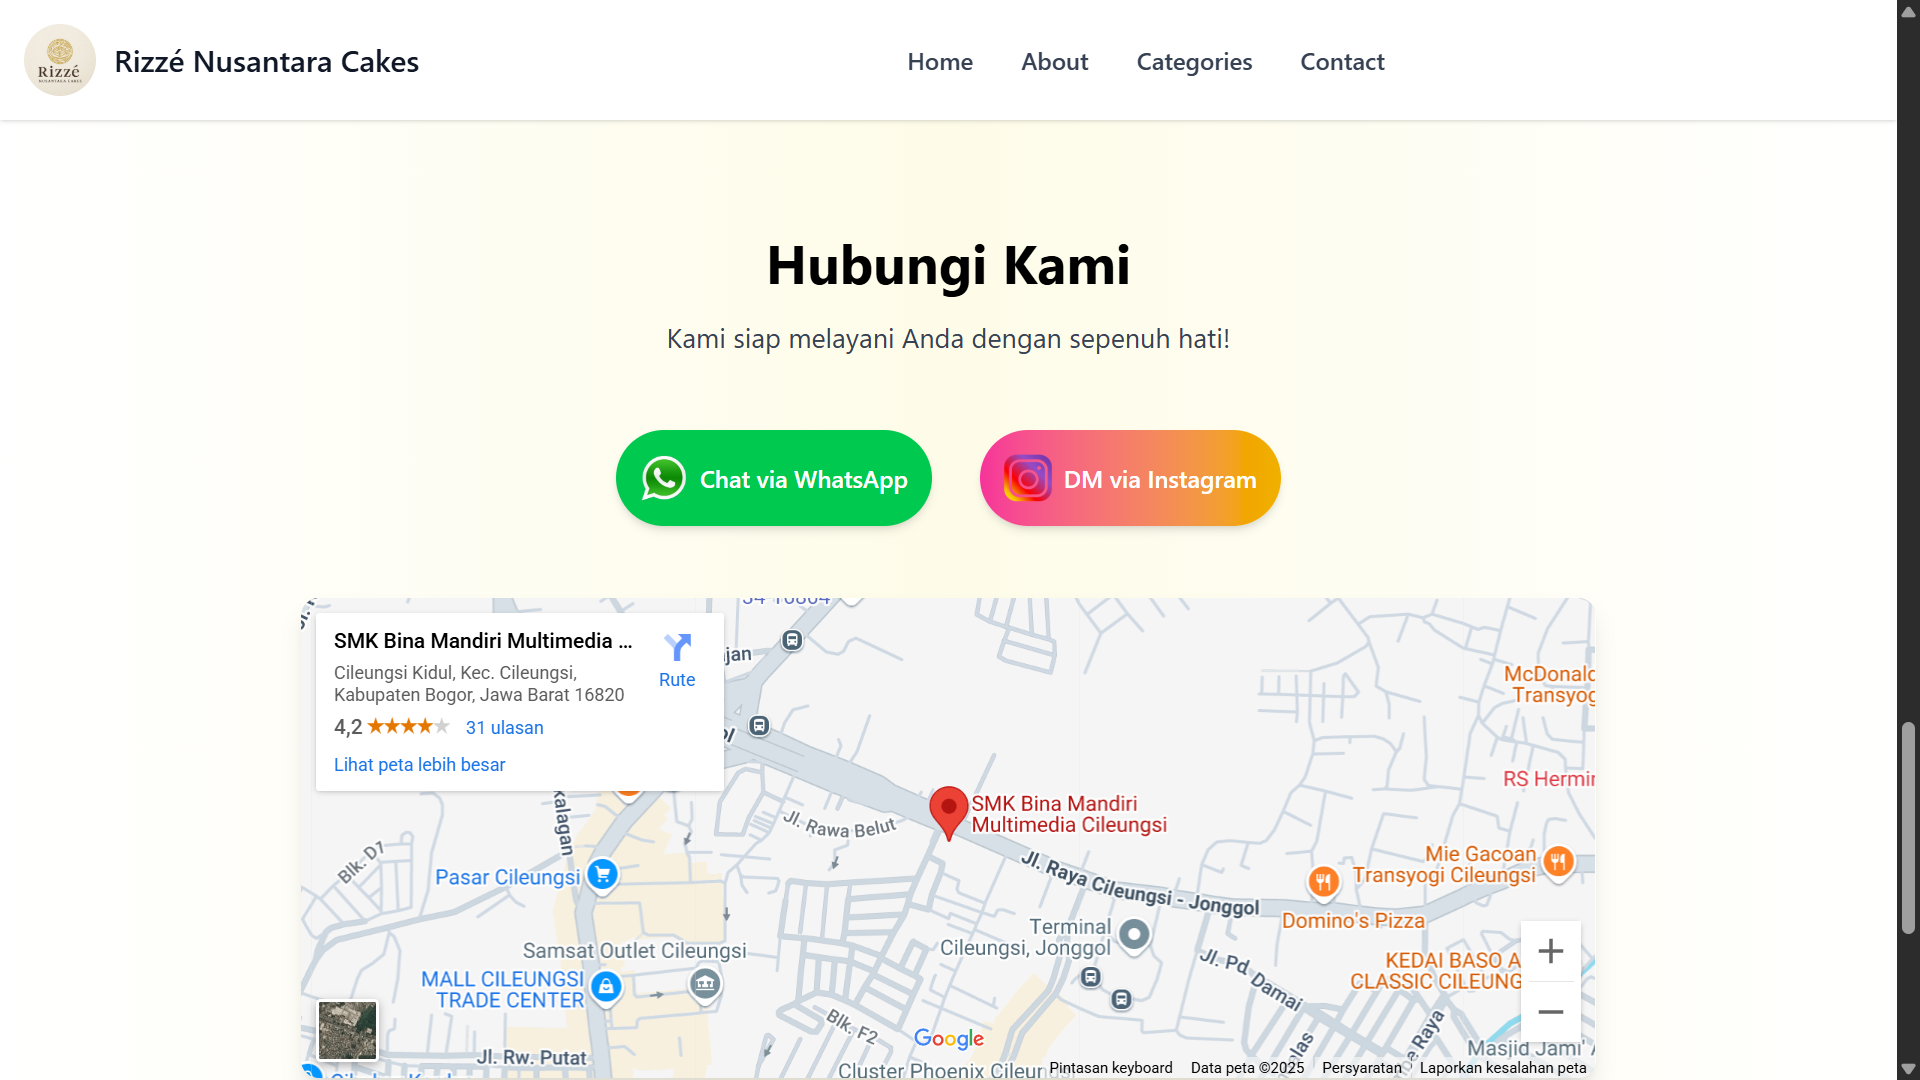 Rizzé
NUSANTARA CAKES
Rizzé Nusantara Cakes
Home
About
Categories
Contact
Hubungi Kami
Kami siap melayani Anda dengan sepenuh hati!
Chat via WhatsApp
DM via Instagram
SMK Bina Mandiri Multimedia ...
Cileungsi Kidul, Kec. Cileungsi,
Kabupaten Bogor, Jawa Barat 16820
Rute
4,2
31 ulasan
Lihat peta lebih besar
McDonald
Transyog
RS Hermin
SMK Bina Mandiri
Multimedia Cileungsi
Jl. Rawa Belut
kalagan
Blk. D7
Pasar Cileungsi
Jl. Raya Cileungsi - Jonggol
Mie Gacoan
Transyogi Cileungsi
Domino's Pizza
Terminal
Cileungsi, Jonggol
Samsat Outlet Cileungsi
MALL CILEUNGSI
TRADE CENTER
Jl. Pd. Damai
KEDAI BASO A
CLASSIC CILEUNG
Blk. F2
Google
Jl. Rw. Putat
Masjid Jami'
Cluster Phoenix Cileun
Pintasan keyboard
Data peta ©2025
Persyaratan
Laporkan kesalahan peta